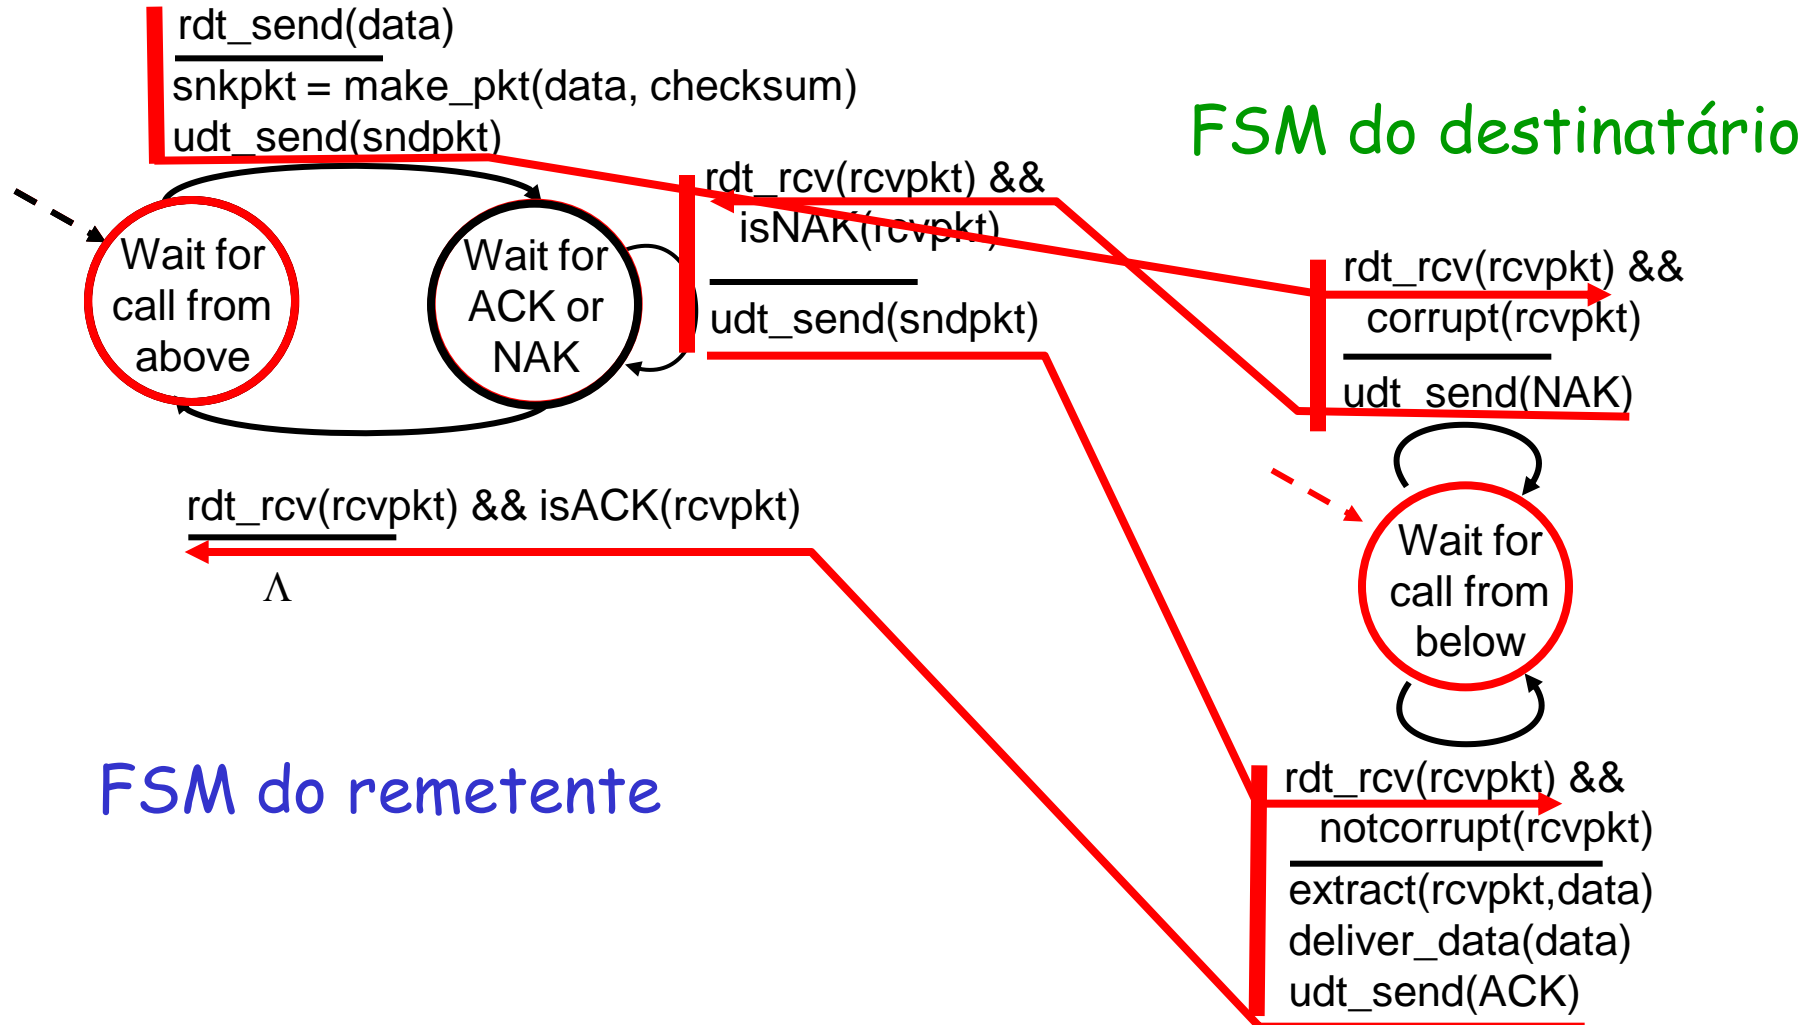 rdt_send(data)
snkpkt = make_pkt(data, checksum)
udt_send(sndpkt)
FSM do destinatário
rdt_rcv(rcvpkt) &&
isNAK(rcvpkt)
udt_send(sndpkt)
Wait for
call from
above
Wait for
ACK or
NAK
rdt_rcv(rcvpkt) &&
corrupt(rcvpkt)
udt_send(NAK)
rdt_rcv(rcvpkt) && isACK(rcvpkt)
Λ
Wait for
call from
below
FSM do remetente
rdt_rcv(rcvpkt) &&
notcorrupt(rcvpkt)
extract(rcvpkt,data)
deliver_data(data)
udt_send(ACK)